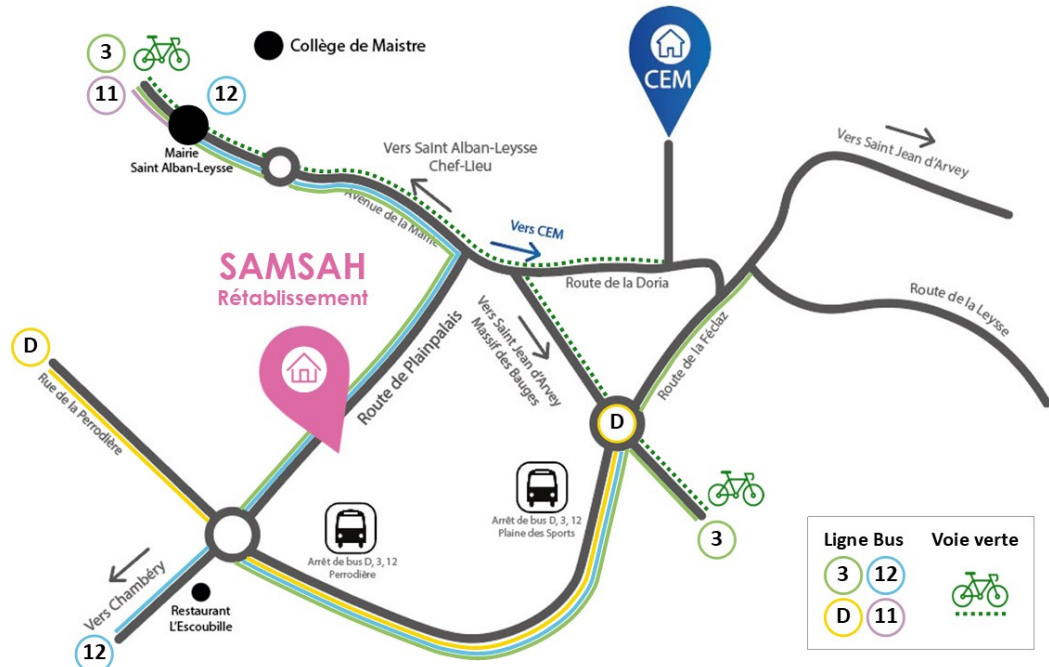 3
11
12
Collège de Maistre
Mairie
Saint Alban-Leysse
CEM
Vers Saint Alban-Leysse
Chef-Lieu
Avenue de la Mairie
Vers CEM
Vers Saint Jean d'Arvey
Route de la Doria
Route de la Leysse
SAMSAH
Rétablissement
Vers Saint Jean d'Arvey
Massif des Bauges
Route de la Féclaz
Route de Plainpalais
D
Rue de la Perrodière
D
Arrêt de bus D, 3, 12
Plaine des Sports
Arrêt de bus D, 3, 12
Perrodière
3
Vers Chambéry
12
Restaurant
L'Escoubille
Ligne Bus
Voie verte
3
12
D
11